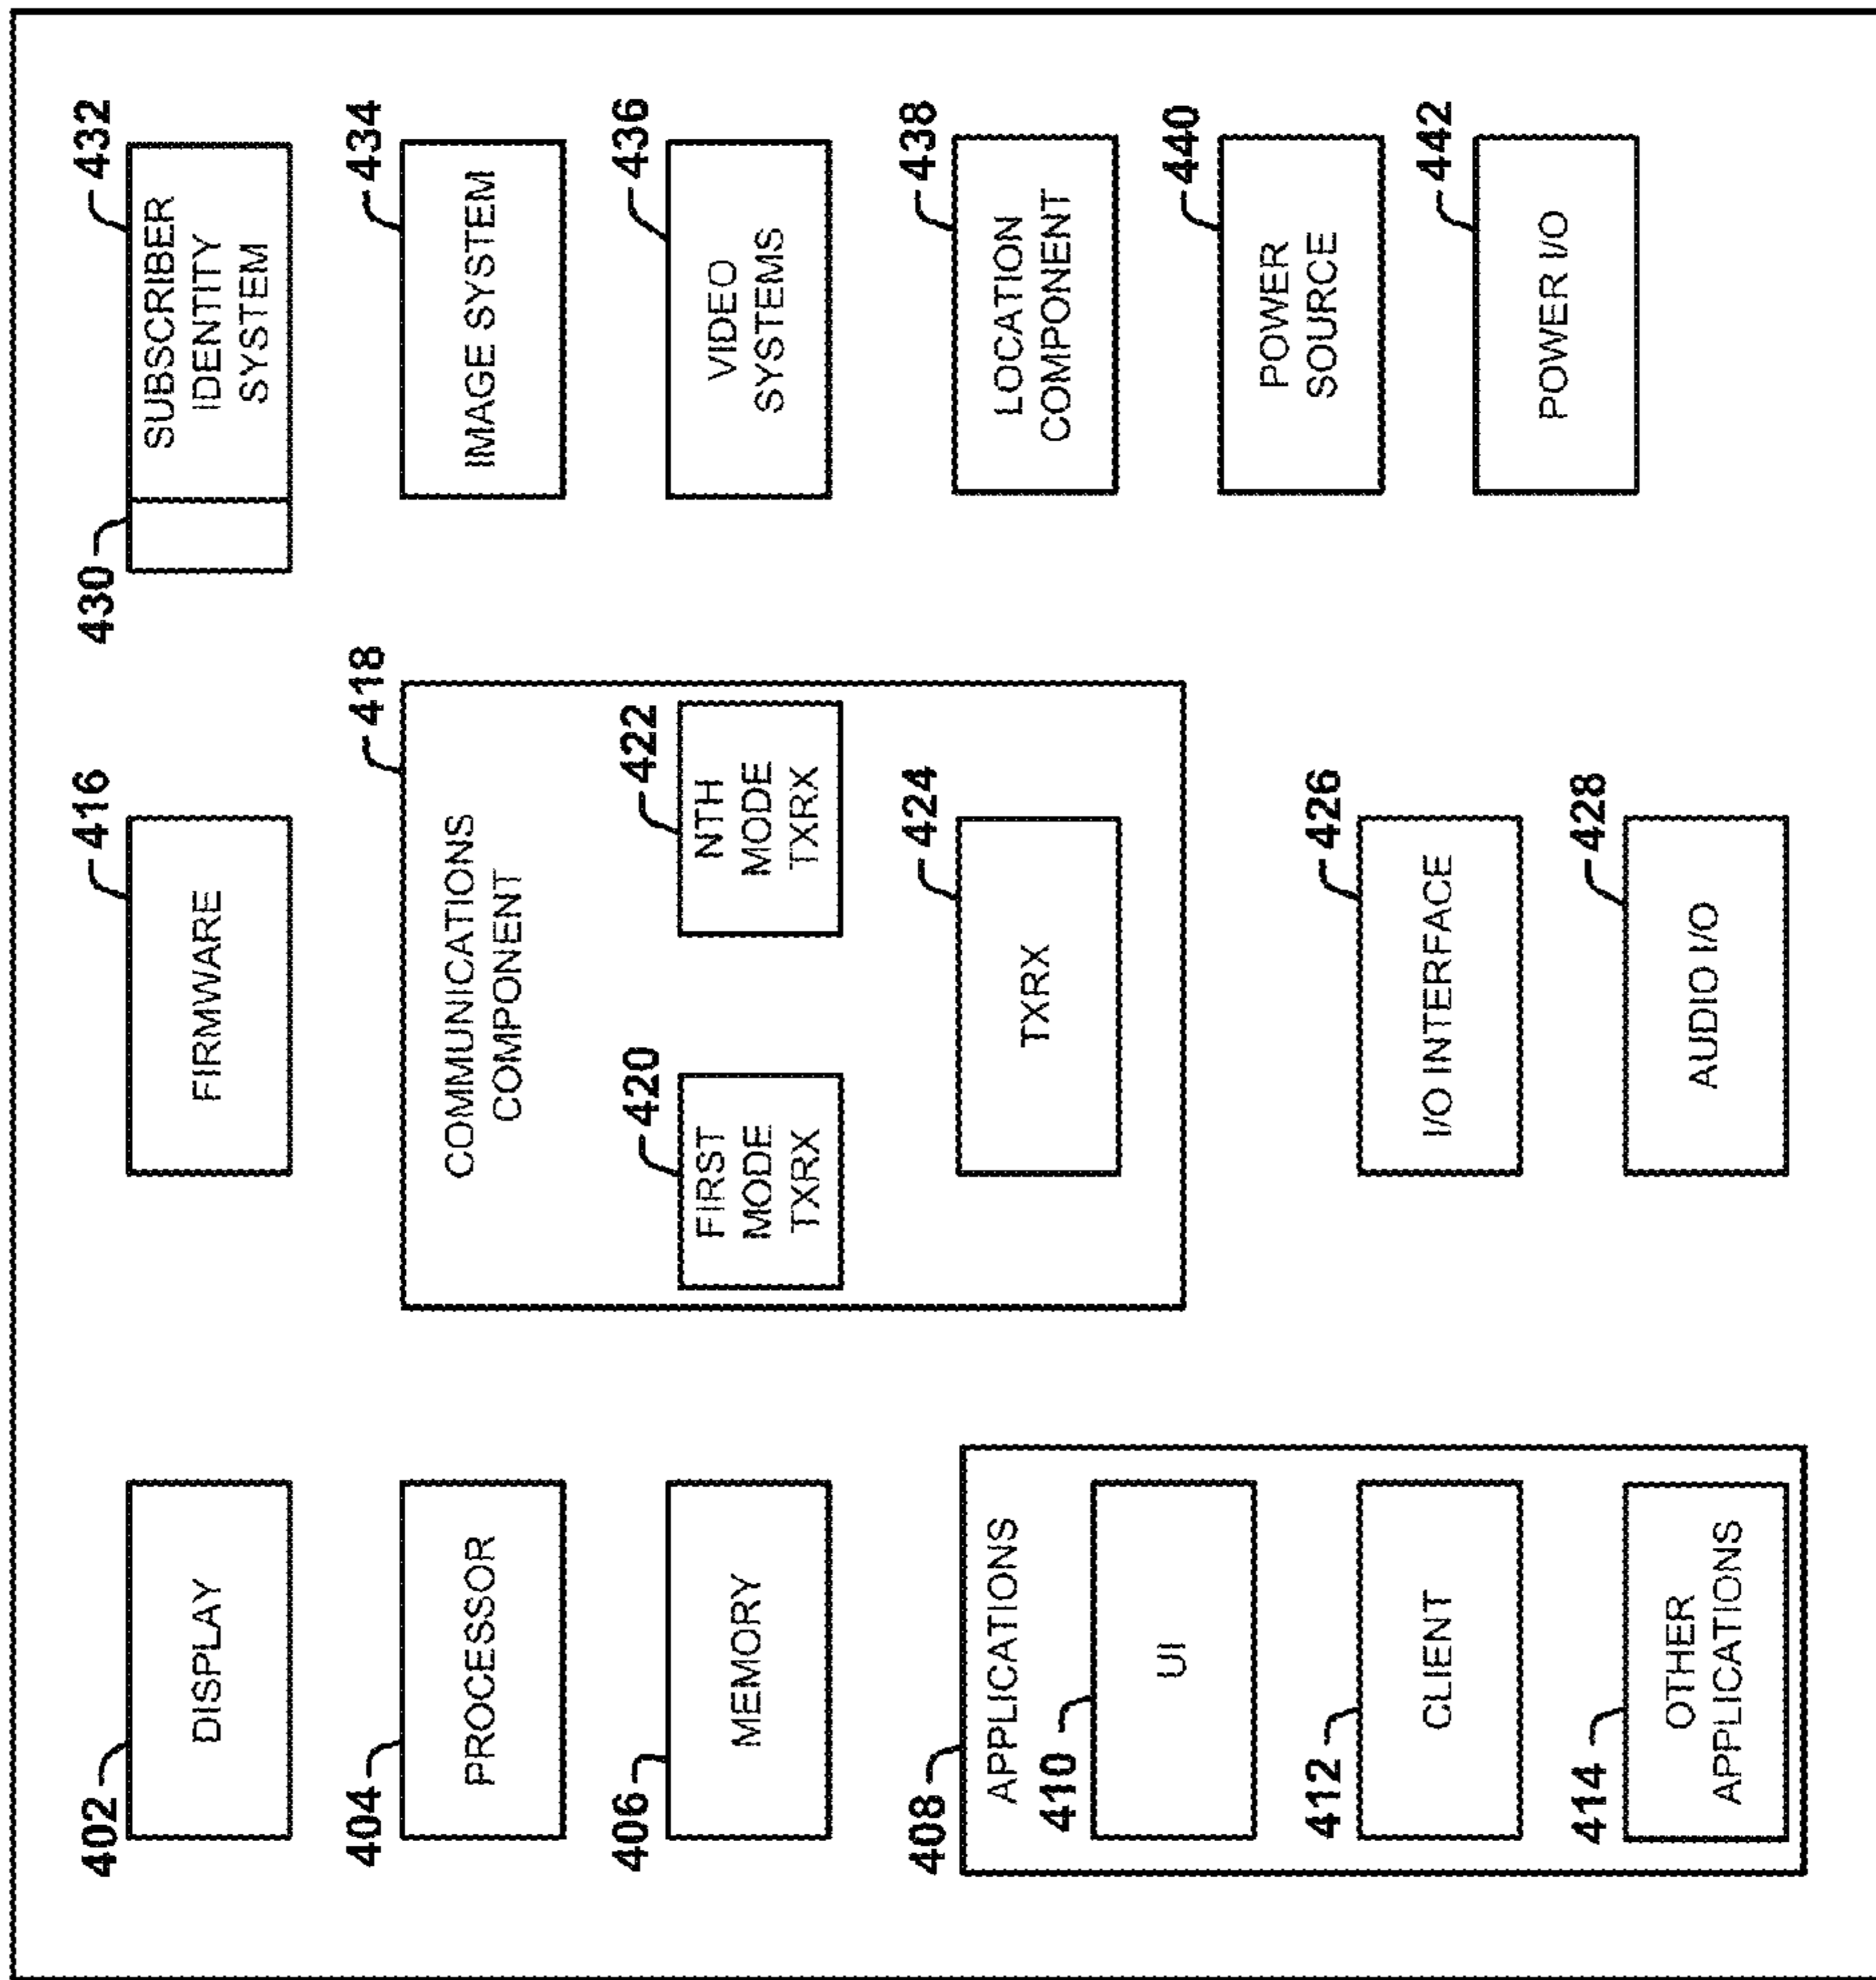 402
DISPLAY
404
PROCESSOR
406
MEMORY
408
APPLICATIONS
410
UI
412
CLIENT
414
OTHER
APPLICATIONS
416
FIRMWARE
418
COMMUNICATIONS
COMPONENT
420
FIRST
MODE
TXRX
422
NTH
MODE
TXRX
424
TXRX
426
I/O INTERFACE
428
AUDIO I/O
430
432
SUBSCRIBER
IDENTITY
SYSTEM
434
IMAGE SYSTEM
436
VIDEO
SYSTEMS
438
LOCATION
COMPONENT
440
POWER
SOURCE
442
POWER I/O